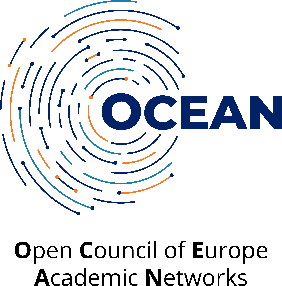 OCEAN
Open Council of Europe
Academic Networks